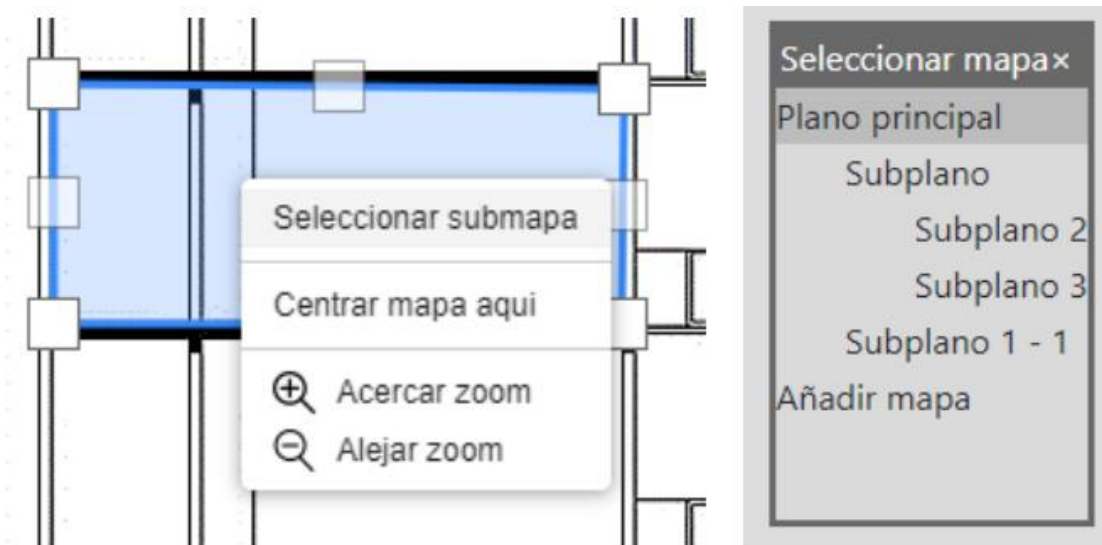 Seleccionar submapa
Centrar mapa aqui
Acercar zoom
Alejar zoom
Seleccionar mapa×
Plano principal
Subplano
Subplano 2
Subplano 3
Subplano 1 - 1
Añadir mapa